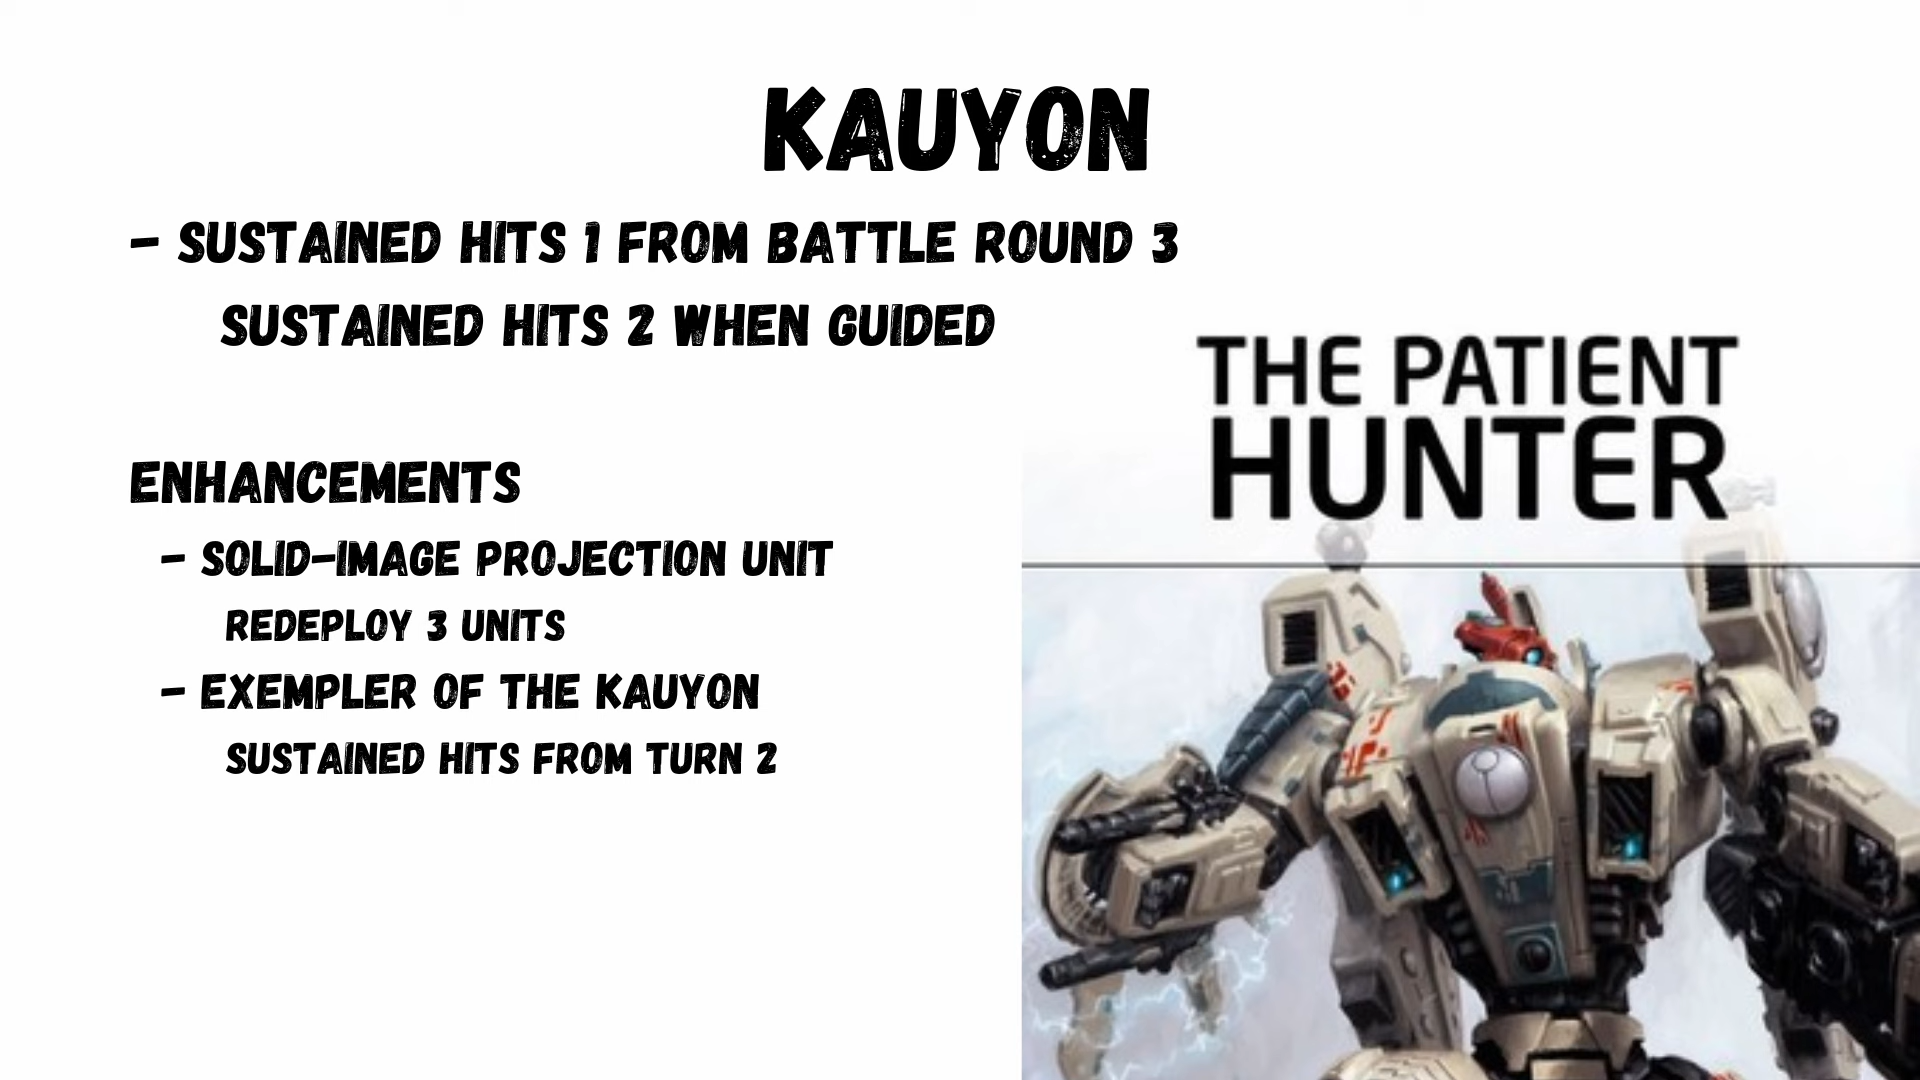 KAUYON
- SUSTAINED HITS 1 FROM BATTLE ROUND 3
SUSTAINED HITS 2 WHEN GUIDED
THE PATIENT
HUNTER
ENHANCEMENTS
- SOLID-IMAGE PROJECTION UNIT
REDEPLOY 3 UNITS
- EXEMPLER OF THE KAUYON
SUSTAINED HITS FROM TURN 2